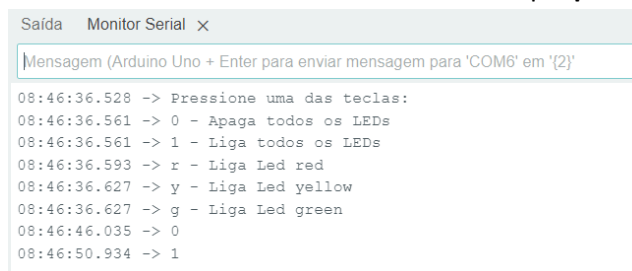 Saída Monitor Serial ×
Mensagem (Arduino Uno + Enter para enviar mensagem para 'COM6' em '{2}'
08:46:36.528 -> Pressione uma das teclas:
08:46:36.561 -> 0 - Apaga todos os LEDs
08:46:36.561 -> 1 - Liga todos os LEDs
08:46:36.593 -> r - Liga Led red
08:46:36.627 -> y - Liga Led yellow
08:46:36.627 -> g - Liga Led green
08:46:46.035 -> 0
08:46:50.934 -> 1